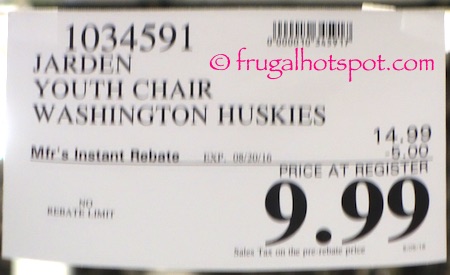 1034591
0000010345917
© frugalhotspot.com
JARDEN
YOUTH CHAIR
WASHINGTON HUSKIES
14.99
Mfr's Instant Rebate EXP. 08/20/16 -5.00
PRICE AT REGISTER
9.99
NO
REBATE LIMIT
Sales Tax on the pre-rebate price